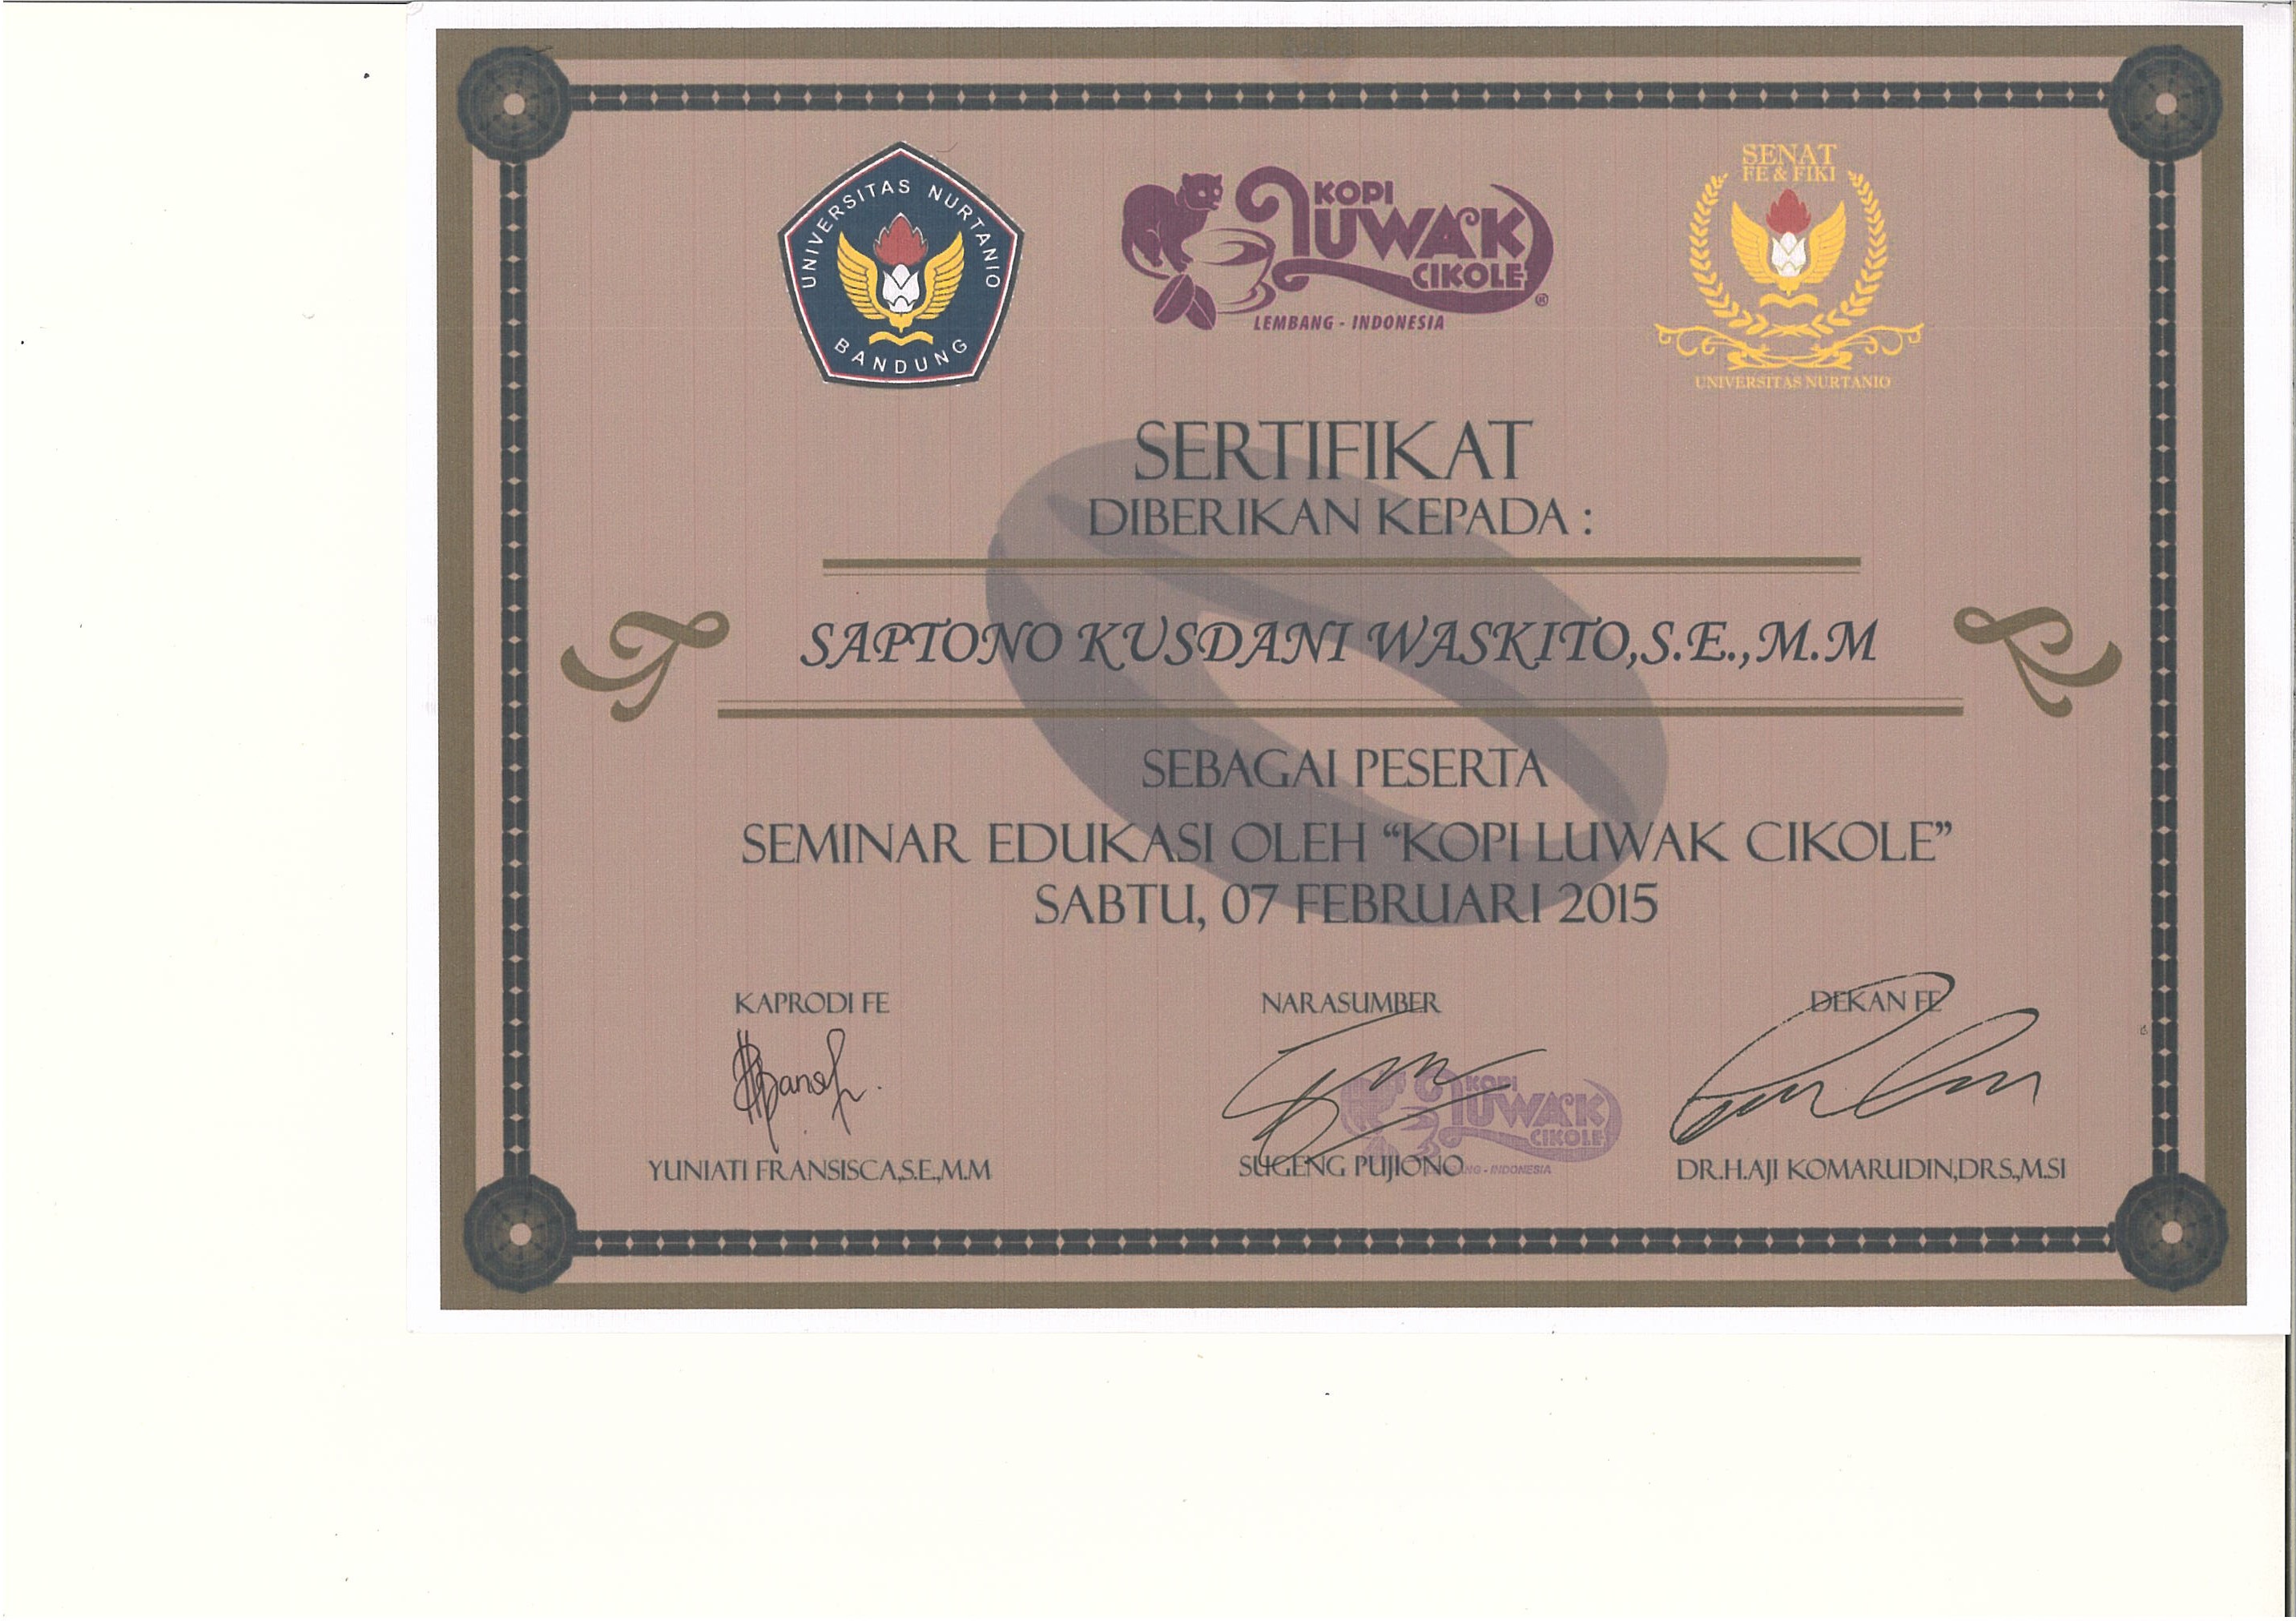 UNIVERSITAS NURTANIO
BANDUNG
KOPI
LUWAK
CIKOLE
®
LEMBANG - INDONESIA
SENAT
FE & FIKI
UNIVERSITAS NURTANIO
SERTIFIKAT
DIBERIKAN KEPADA :
SAPTONO KUSDANI WASKITO,S.E.,M.M
SEBAGAI PESERTA
SEMINAR EDUKASI OLEH “KOPI LUWAK CIKOLE”
SABTU, 07 FEBRUARI 2015
KAPRODI FE
NARASUMBER
DEKAN FE
KOPI
LUWAK
CIKOLE
NG - INDONESIA
YUNIATI FRANSISCA,S.E.,M.M
SUGENG PUJIONO
DR.H.AJI KOMARUDIN,DRS.,M.SI